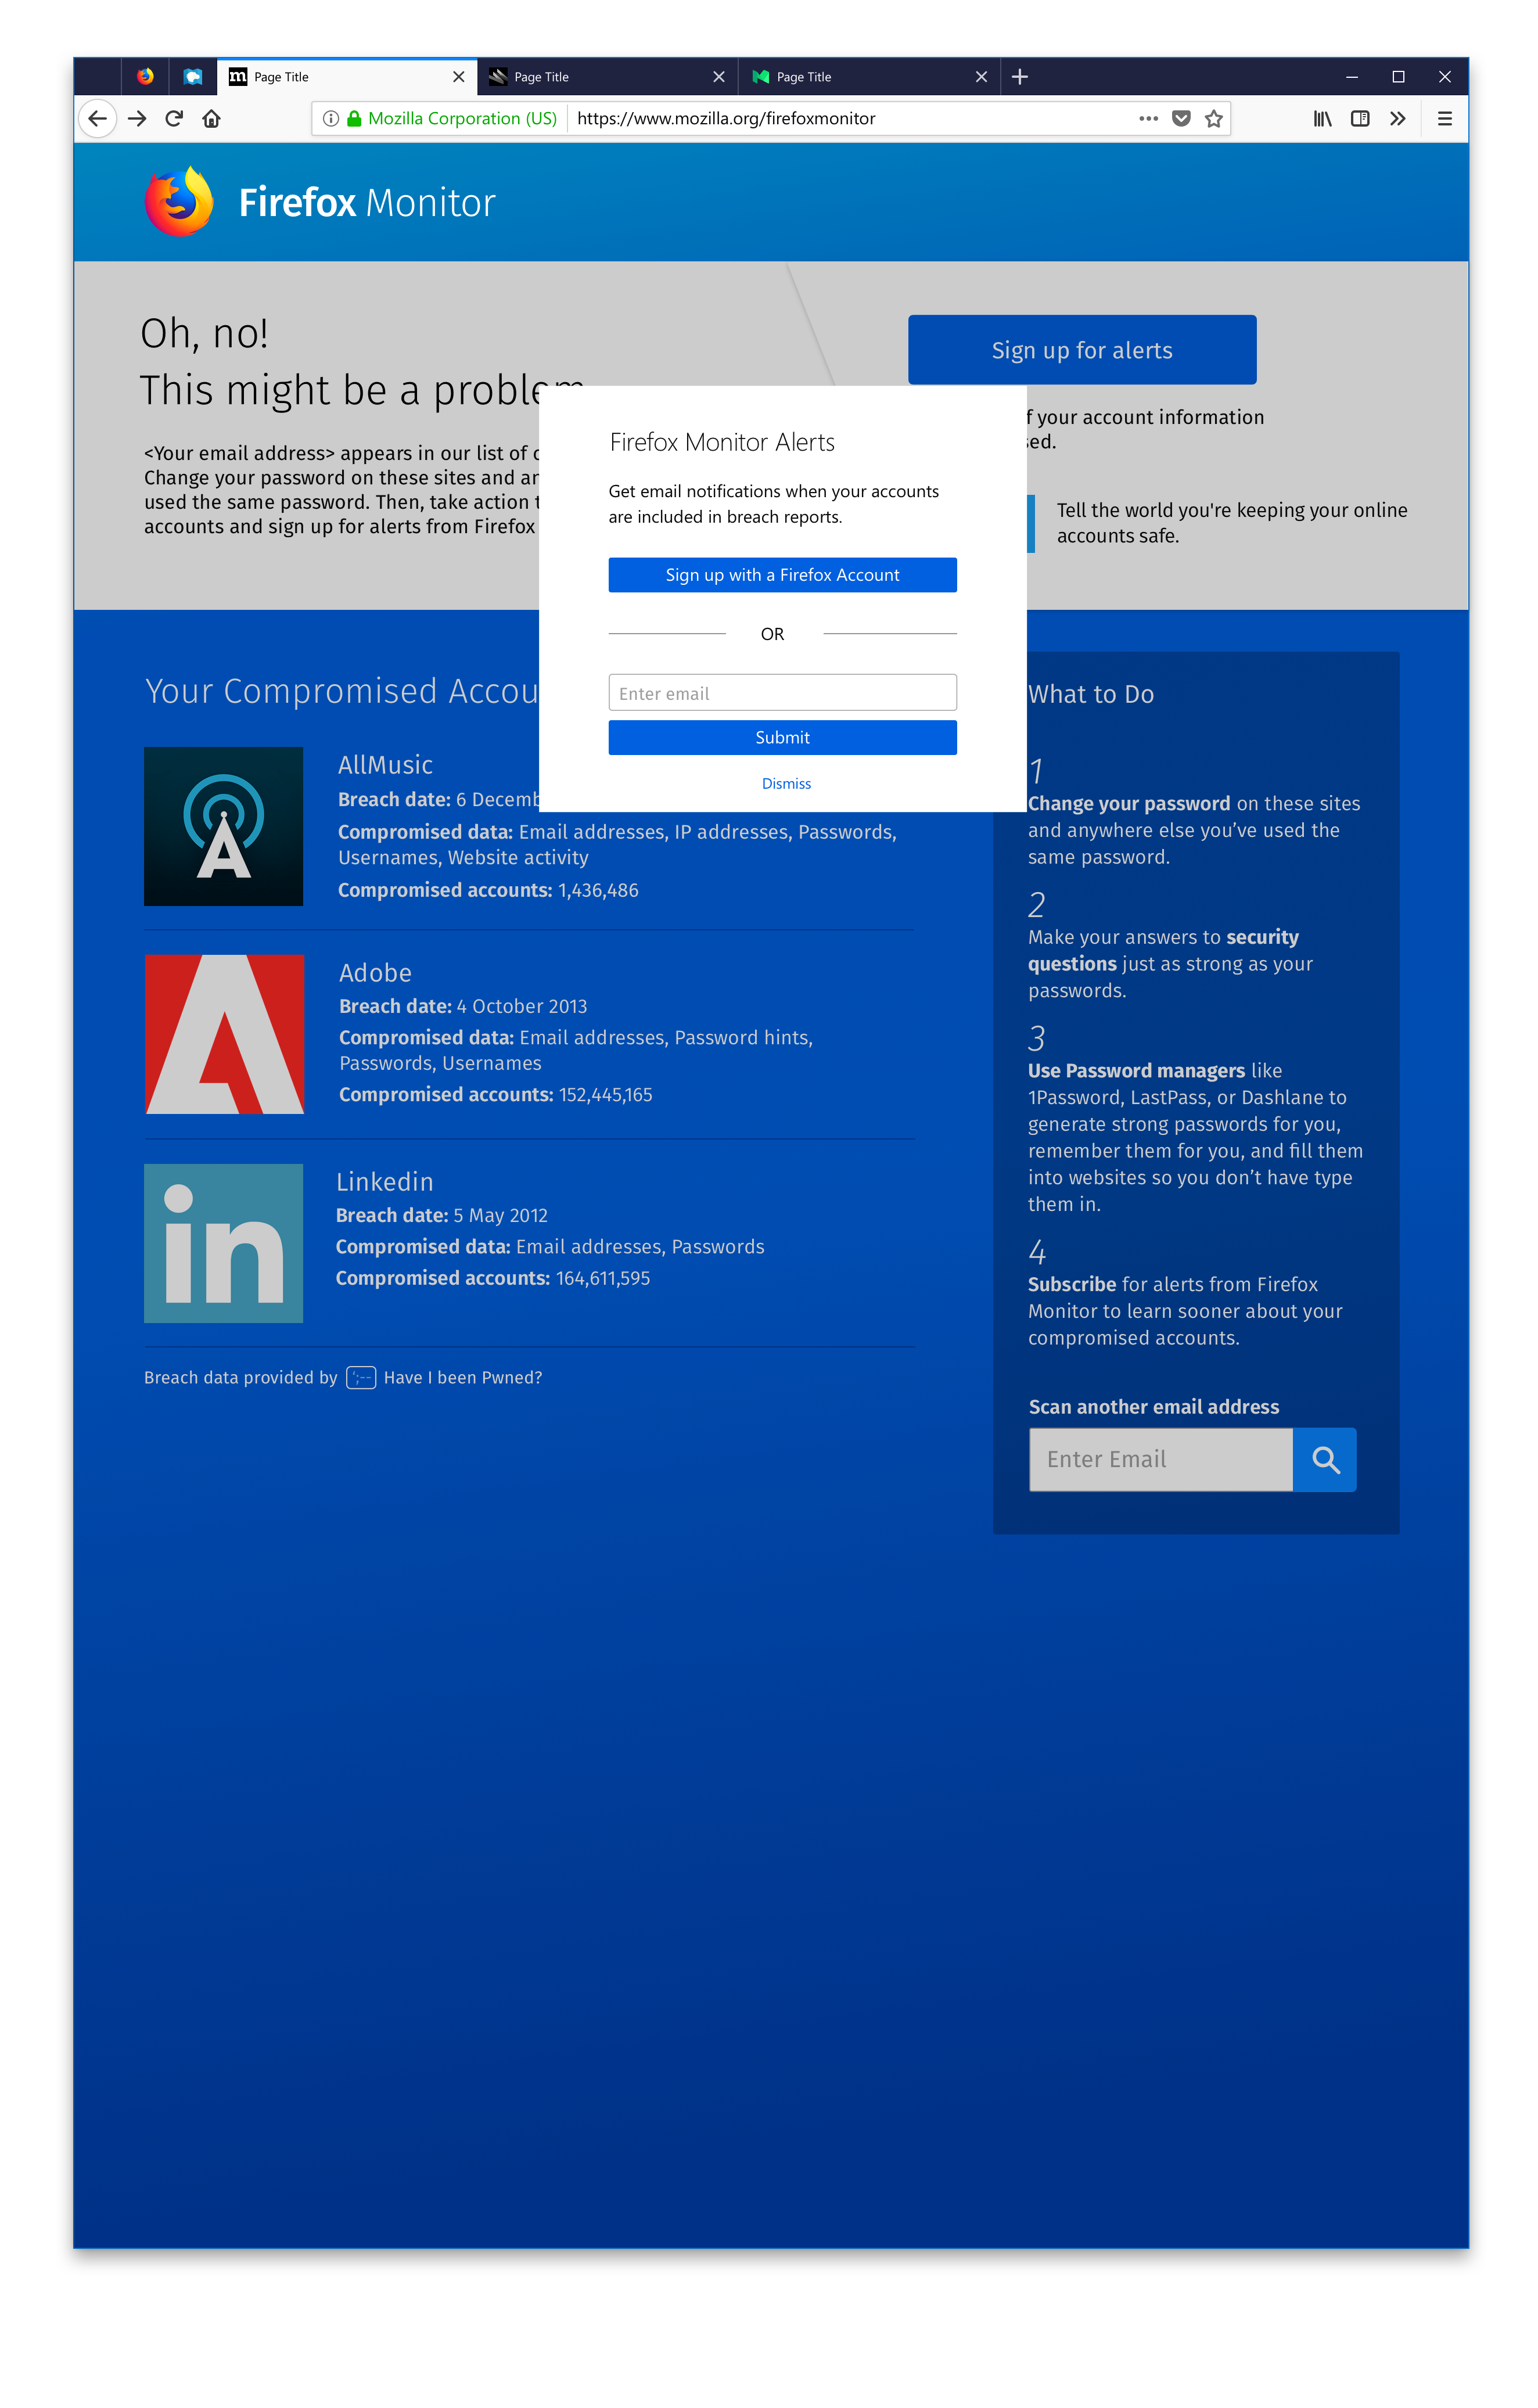 Page Title
Page Title
Page Title
Mozilla Corporation (US)
https://www.mozilla.org/firefoxmonitor
Firefox Monitor
Oh, no!
This might be a problem
<Your email address> appears in our list of
Change your password on these sites and
used the same password. Then, take action
accounts and sign up for alerts from Firefox
Sign up for alerts
your account information
Tell the world you're keeping your online
accounts safe.
Firefox Monitor Alerts
Get email notifications when your accounts
are included in breach reports.
Sign up with a Firefox Account
OR
Enter email
Submit
Dismiss
Your Compromised
AllMusic
Breach date: 6
Compromised data: Email addresses, IP addresses, Passwords,
Usernames, Website activity
Compromised accounts: 1,436,486
Adobe
Breach date: 4 October 2013
Compromised data: Email addresses, Password hints,
Passwords, Usernames
Compromised accounts: 152,445,165
in
Linkedin
Breach date: 5 May 2012
Compromised data: Email addresses, Passwords
Compromised accounts: 164,611,595
Breach data provided by ';-- Have I been Pwned?
What to Do
1
Change your password on these sites
and anywhere else you’ve used the
same password.
2
Make your answers to security
questions just as strong as your
passwords.
3
Use Password managers like
1Password, LastPass, or Dashlane to
generate strong passwords for you,
remember them for you, and fill them
into websites so you don’t have type
them in.
4
Subscribe for alerts from Firefox
Monitor to learn sooner about your
compromised accounts.
Scan another email address
Enter Email